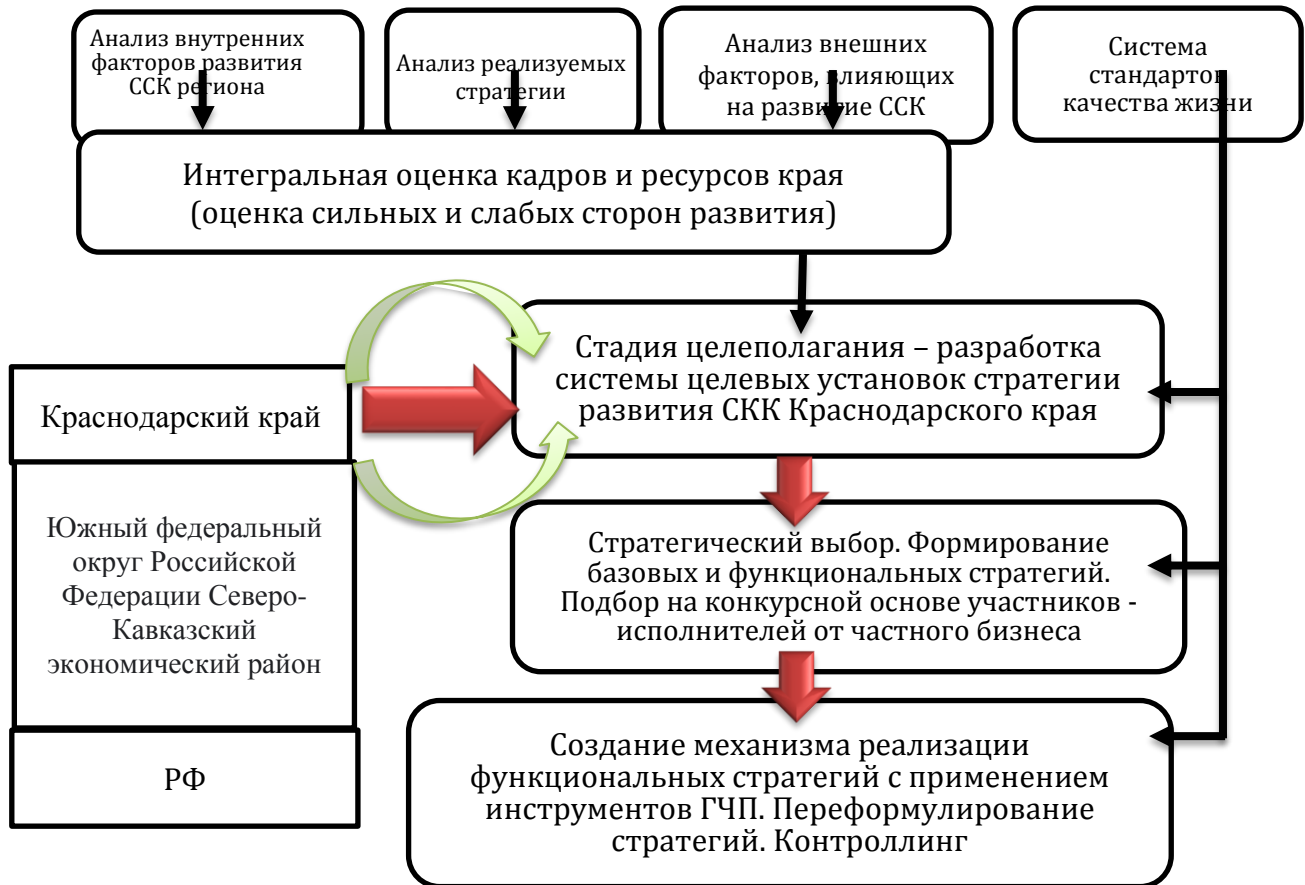 Анализ внутренних
факторов развития
ССК региона
Анализ реализуемых
стратегии
Анализ внешних
факторов, влияющих
на развитие ССК
Система
стандартов
качества жизни
Интегральная оценка кадров и ресурсов края
(оценка сильных и слабых сторон развития)
Стадия целеполагания – разработка
системы целевых установок стратегии
развития СКК Краснодарского края
Краснодарский край
Южный федеральный
округ Российской
Федерации Северо-
Кавказский
экономический район
РФ
Стратегический выбор. Формирование
базовых и функциональных стратегий.
Подбор на конкурсной основе участников -
исполнителей от частного бизнеса
Создание механизма реализации
функциональных стратегий с применением
инструментов ГЧП. Переформулирование
стратегий. Контроллинг